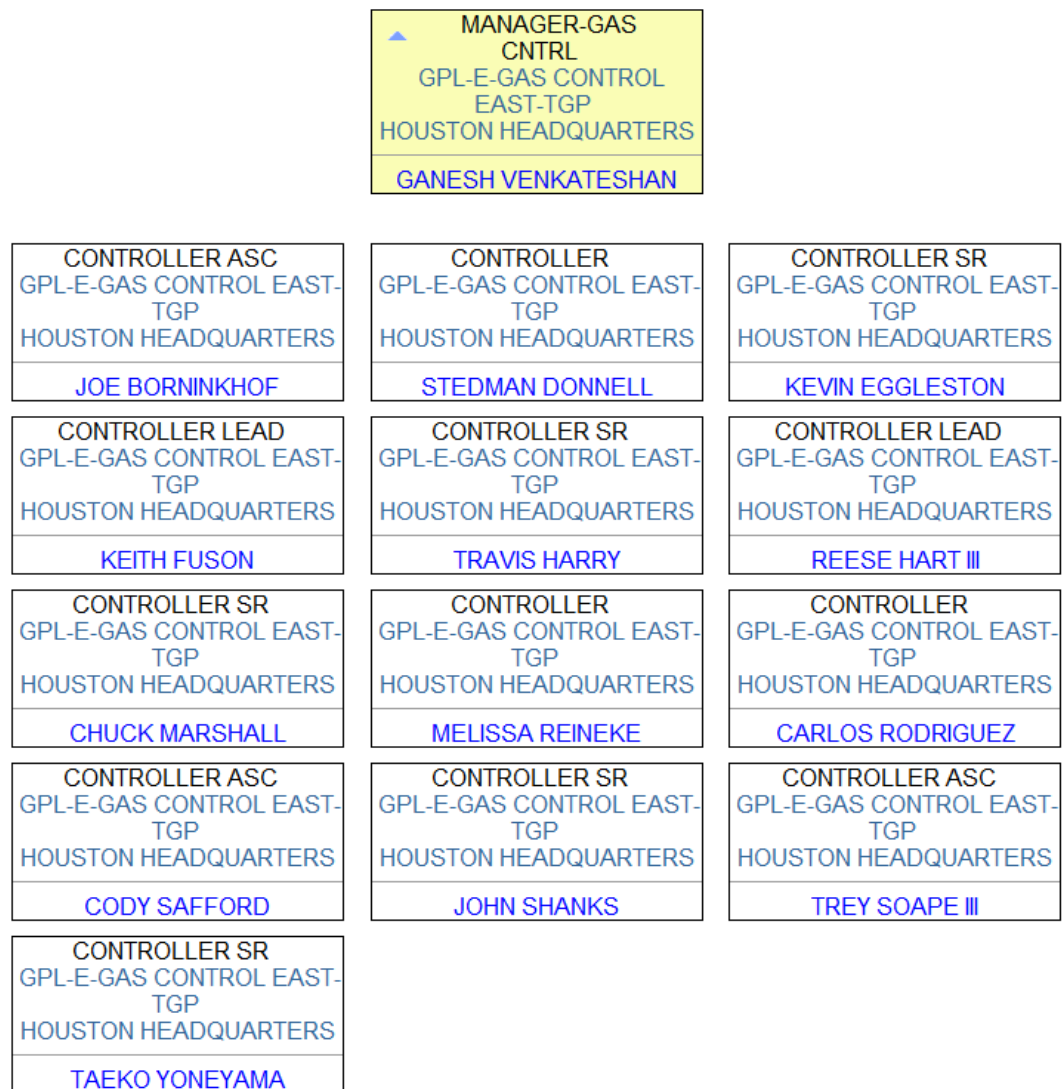 MANAGER-GAS
CNTRL
GPL-E-GAS CONTROL
EAST-TGP
HOUSTON HEADQUARTERS
GANESH VENKATESHAN
CONTROLLER ASC
GPL-E-GAS CONTROL EAST-
TGP
HOUSTON HEADQUARTERS
JOE BORNINKHOF
CONTROLLER
GPL-E-GAS CONTROL EAST-
TGP
HOUSTON HEADQUARTERS
STEDMAN DONNELL
CONTROLLER SR
GPL-E-GAS CONTROL EAST-
TGP
HOUSTON HEADQUARTERS
KEVIN EGGLESTON
CONTROLLER LEAD
GPL-E-GAS CONTROL EAST-
TGP
HOUSTON HEADQUARTERS
KEITH FUSON
CONTROLLER SR
GPL-E-GAS CONTROL EAST-
TGP
HOUSTON HEADQUARTERS
TRAVIS HARRY
CONTROLLER LEAD
GPL-E-GAS CONTROL EAST-
TGP
HOUSTON HEADQUARTERS
REESE HART III
CONTROLLER SR
GPL-E-GAS CONTROL EAST-
TGP
HOUSTON HEADQUARTERS
CHUCK MARSHALL
CONTROLLER
GPL-E-GAS CONTROL EAST-
TGP
HOUSTON HEADQUARTERS
MELISSA REINEKE
CONTROLLER
GPL-E-GAS CONTROL EAST-
TGP
HOUSTON HEADQUARTERS
CARLOS RODRIGUEZ
CONTROLLER ASC
GPL-E-GAS CONTROL EAST-
TGP
HOUSTON HEADQUARTERS
CODY SAFFORD
CONTROLLER SR
GPL-E-GAS CONTROL EAST-
TGP
HOUSTON HEADQUARTERS
JOHN SHANKS
CONTROLLER ASC
GPL-E-GAS CONTROL EAST-
TGP
HOUSTON HEADQUARTERS
TREY SOAPE III
CONTROLLER SR
GPL-E-GAS CONTROL EAST-
TGP
HOUSTON HEADQUARTERS
TAEKO YONEYAMA